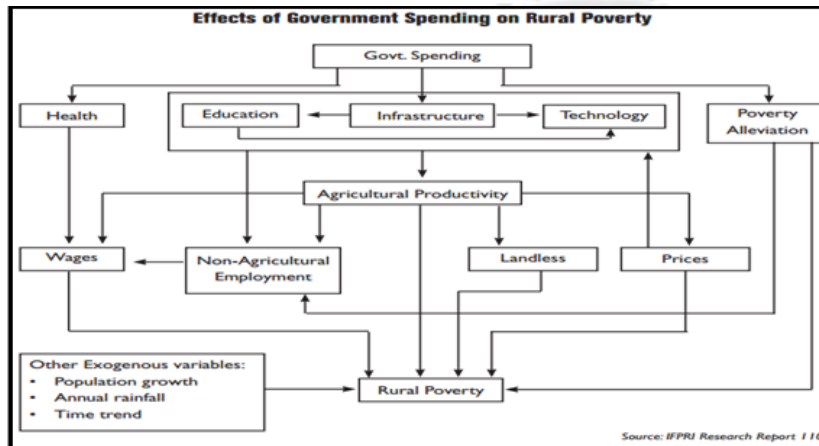 Effects of Government Spending on Rural Poverty
Govt. Spending
Health
Education
Infrastructure
Technology
Poverty
Alleviation
Agricultural Productivity
Wages
Non-Agricultural
Employment
Landless
Prices
Other Exogenous variables:
• Population growth
• Annual rainfall
• Time trend
Rural Poverty
Source: IFPRI Research Report 110